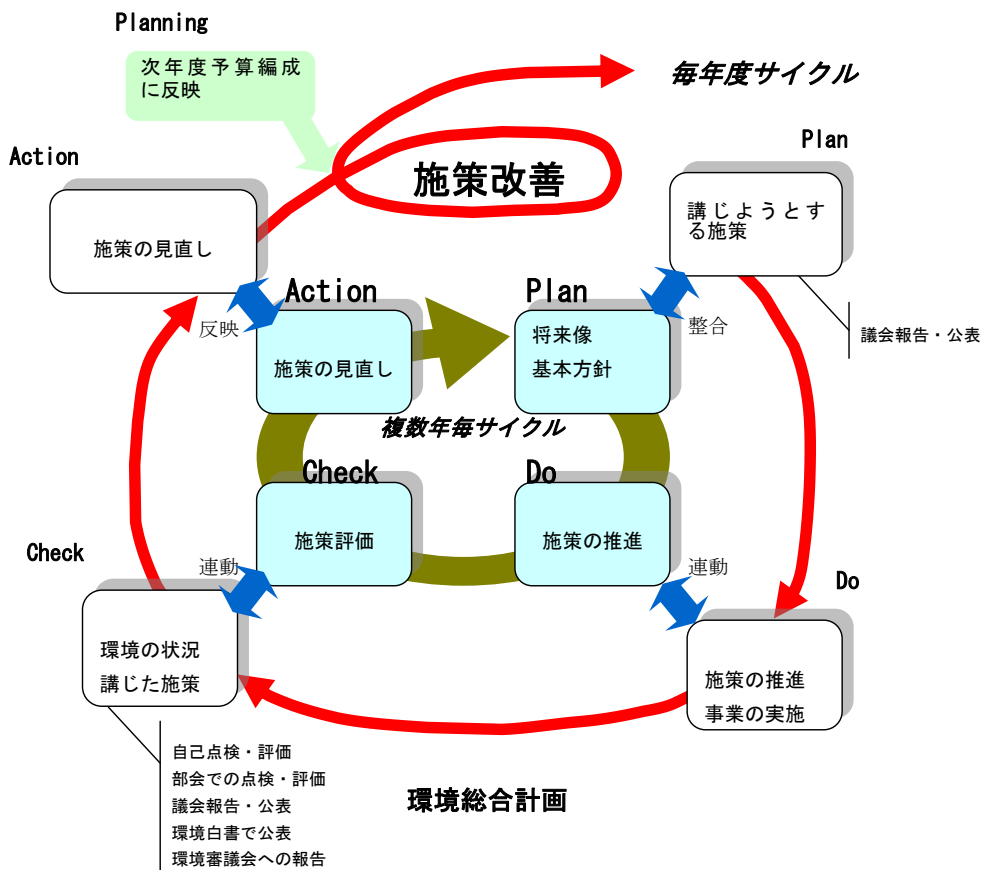 Planning
次年度予算編成
に反映
毎年度サイクル
Action
Plan
施策改善
講じようとす
る施策
施策の見直し
Action
Plan
反映
整合
議会報告・公表
施策の見直し
将来像
基本方針
複数年毎サイクル
Check
Do
施策評価
施策の推進
Check
連動
連動
Do
環境の状況
講じた施策
施策の推進
事業の実施
自己点検・評価
部会での点検・評価
議会報告・公表
環境白書で公表
環境審議会への報告
環境総合計画